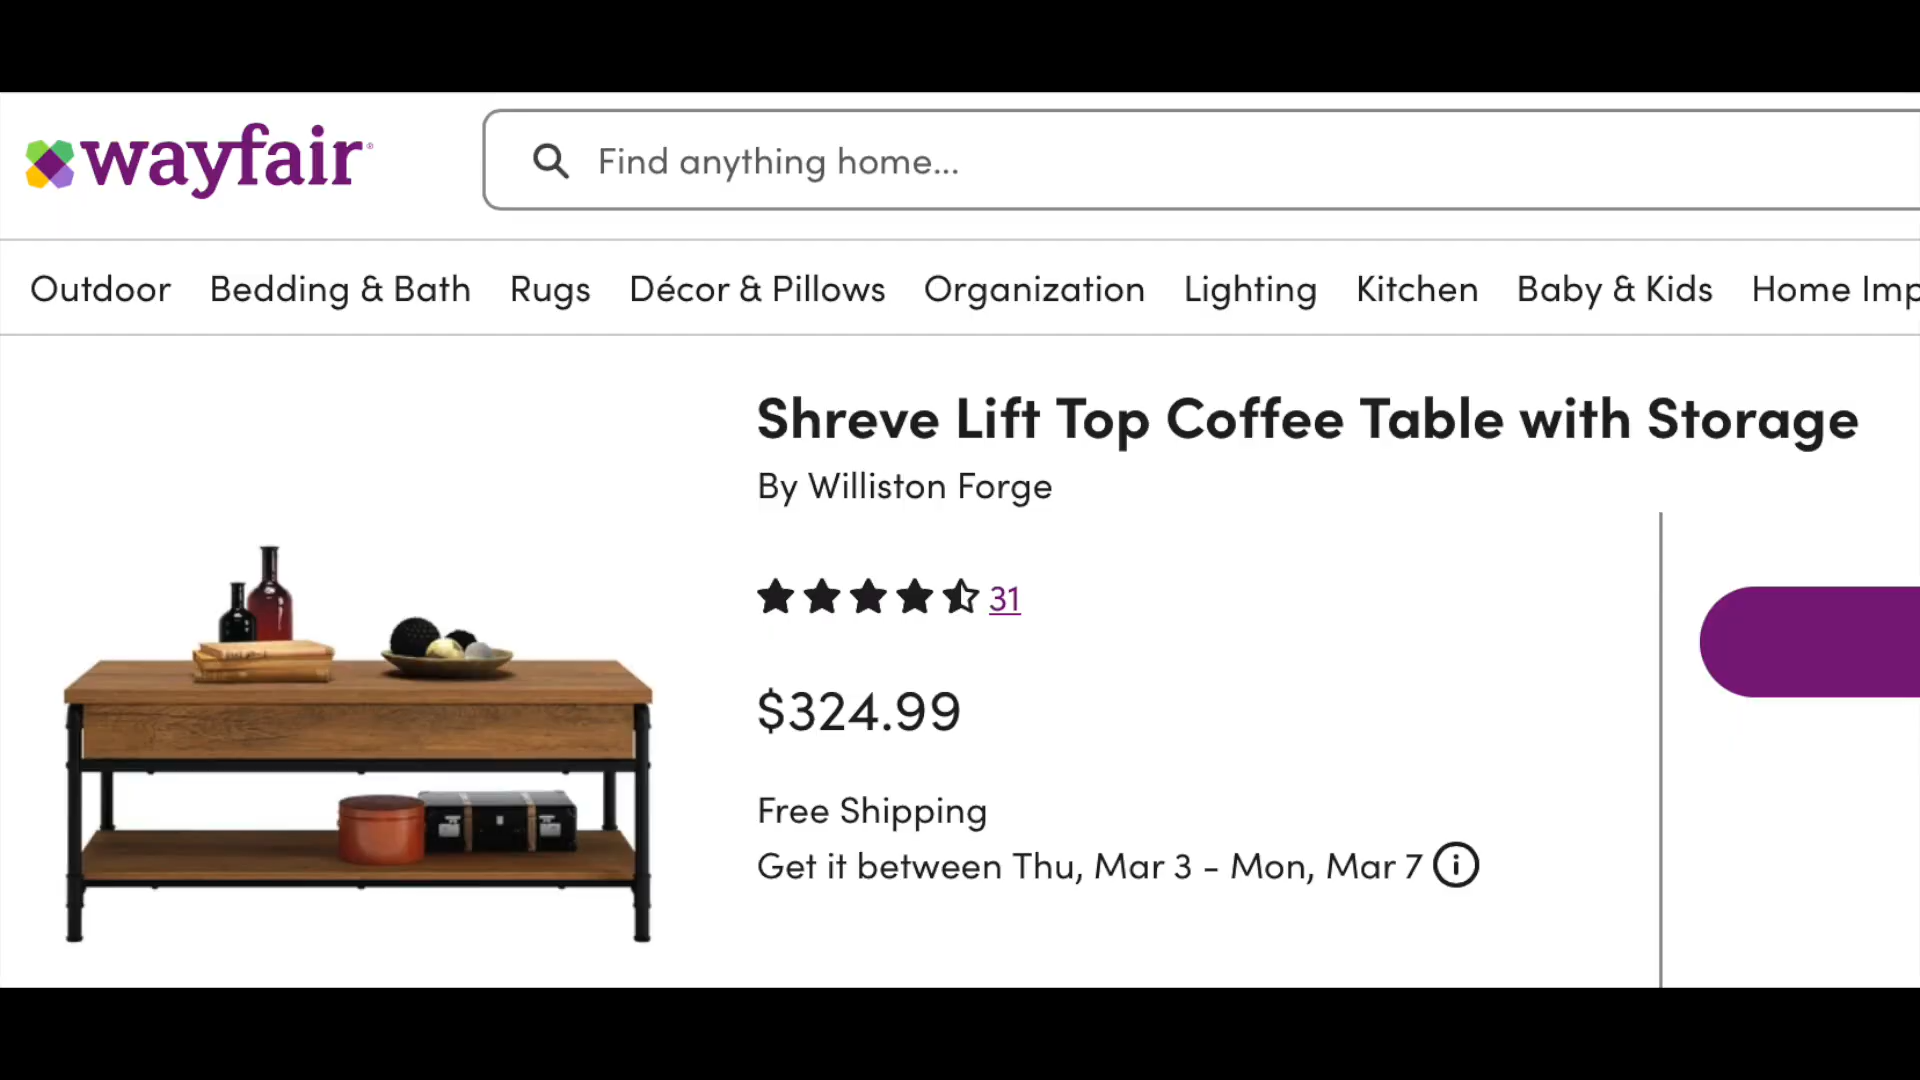 wayfair
Find anything home...
Outdoor Bedding & Bath Rugs Décor & Pillows Organization Lighting Kitchen Baby & Kids Home Imp
Shreve Lift Top Coffee Table with Storage
By Williston Forge
31
$324.99
Free Shipping
Get it between Thu, Mar 3 - Mon, Mar 7